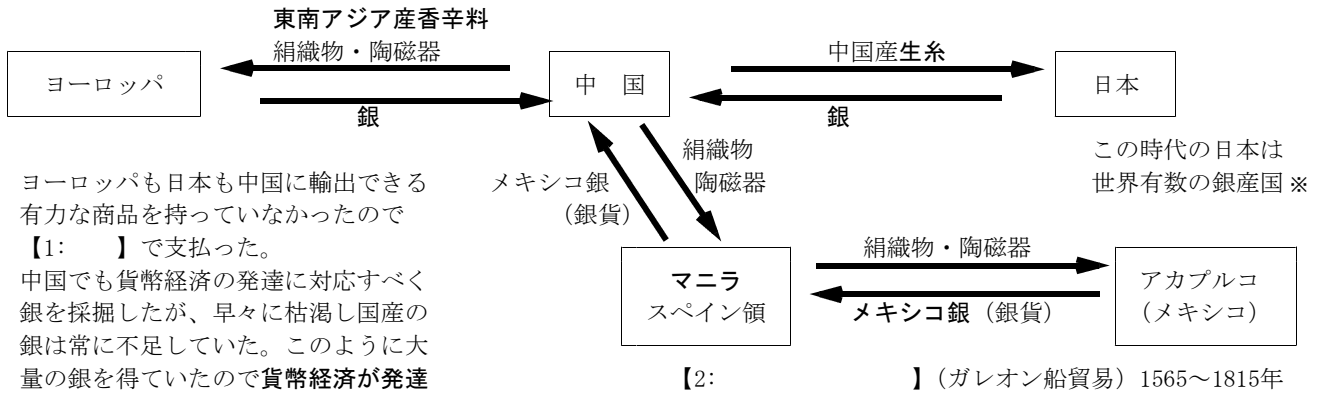 東南アジア産香辛料
絹織物・陶磁器
ヨーロッパ
銀
中　国
中国産生糸
銀
日本
この時代の日本は
世界有数の銀産国※
ヨーロッパも日本も中国に輸出できる
有力な商品を持っていなかったので
【1:　　】で支払った。
中国でも貨幣経済の発達に対応すべく
銀を採掘したが、早々に枯渇し国産の
銀は常に不足していた。このように大
量の銀を得ていたので貨幣経済が発達
メキシコ銀
（銀貨）
絹織物
陶磁器
マニラ
スペイン領
絹織物・陶磁器
メキシコ銀（銀貨）
アカプルコ
（メキシコ）
【2:　　　　　　　　】（ガレオン船貿易）1565～1815年